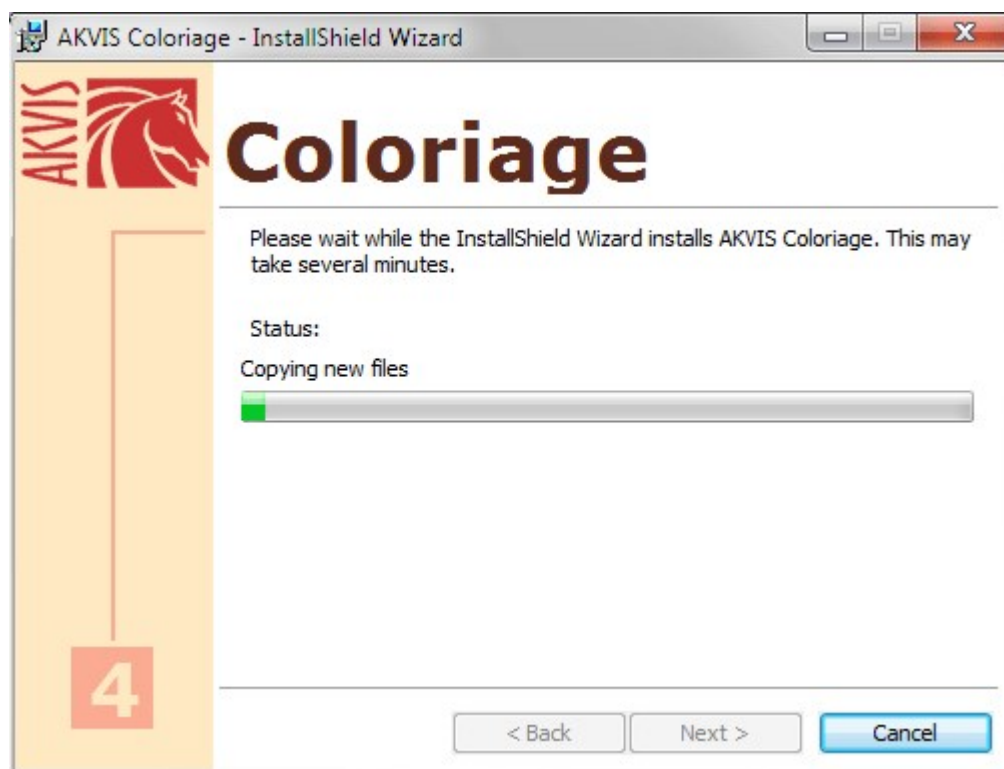 AKVIS Coloriage - InstallShield Wizard
AKVIS
Coloriage
Please wait while the InstallShield Wizard installs AKVIS Coloriage. This may
take several minutes.
Status:
Copying new files
4
< Back
Next >
Cancel